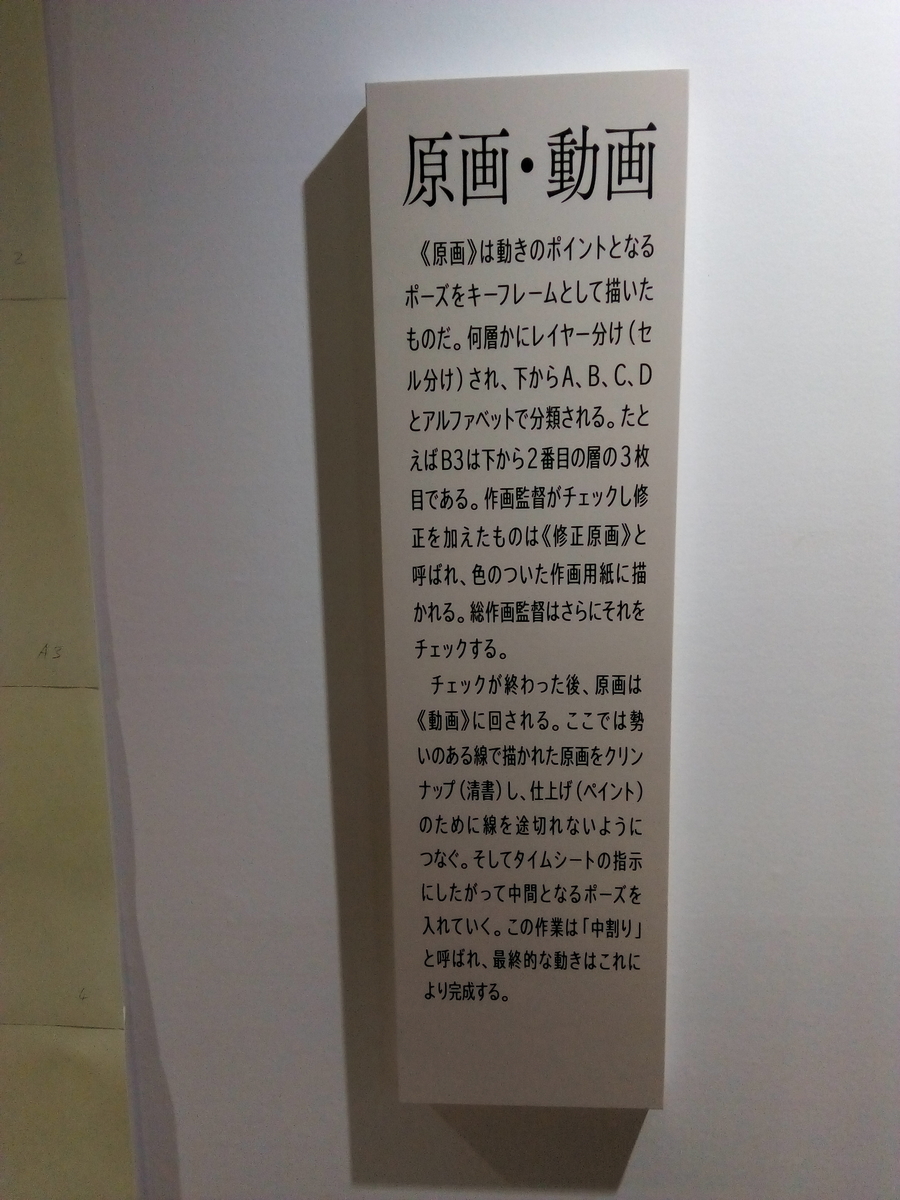 原画・動画
《原画》は動きのポイントとなる
ポーズをキーフレームとして描いた
ものだ。何層かにレイヤー分け(セ
ル分け)され、下からA、B、C、D
とアルファベットで分類される。たと
えばB3は下から2番目の層の3枚
目である。作画監督がチェックし修
正を加えたものは《修正原画》と
呼ばれ、色のついた作画用紙に描
かれる。総作画監督はさらにそれを
チェックする。
チェックが終わった後、原画は
《動画》に回される。ここでは勢
いのある線で描かれた原画をクリン
ナップ(清書)し、仕上げ(ペイント)
のために線を途切れないように
つなぐ。そしてタイムシートの指示
にしたがって中間となるポーズを
入れていく。この作業は「中割り」
と呼ばれ、最終的な動きはこれに
より完成する。
2
A3
4